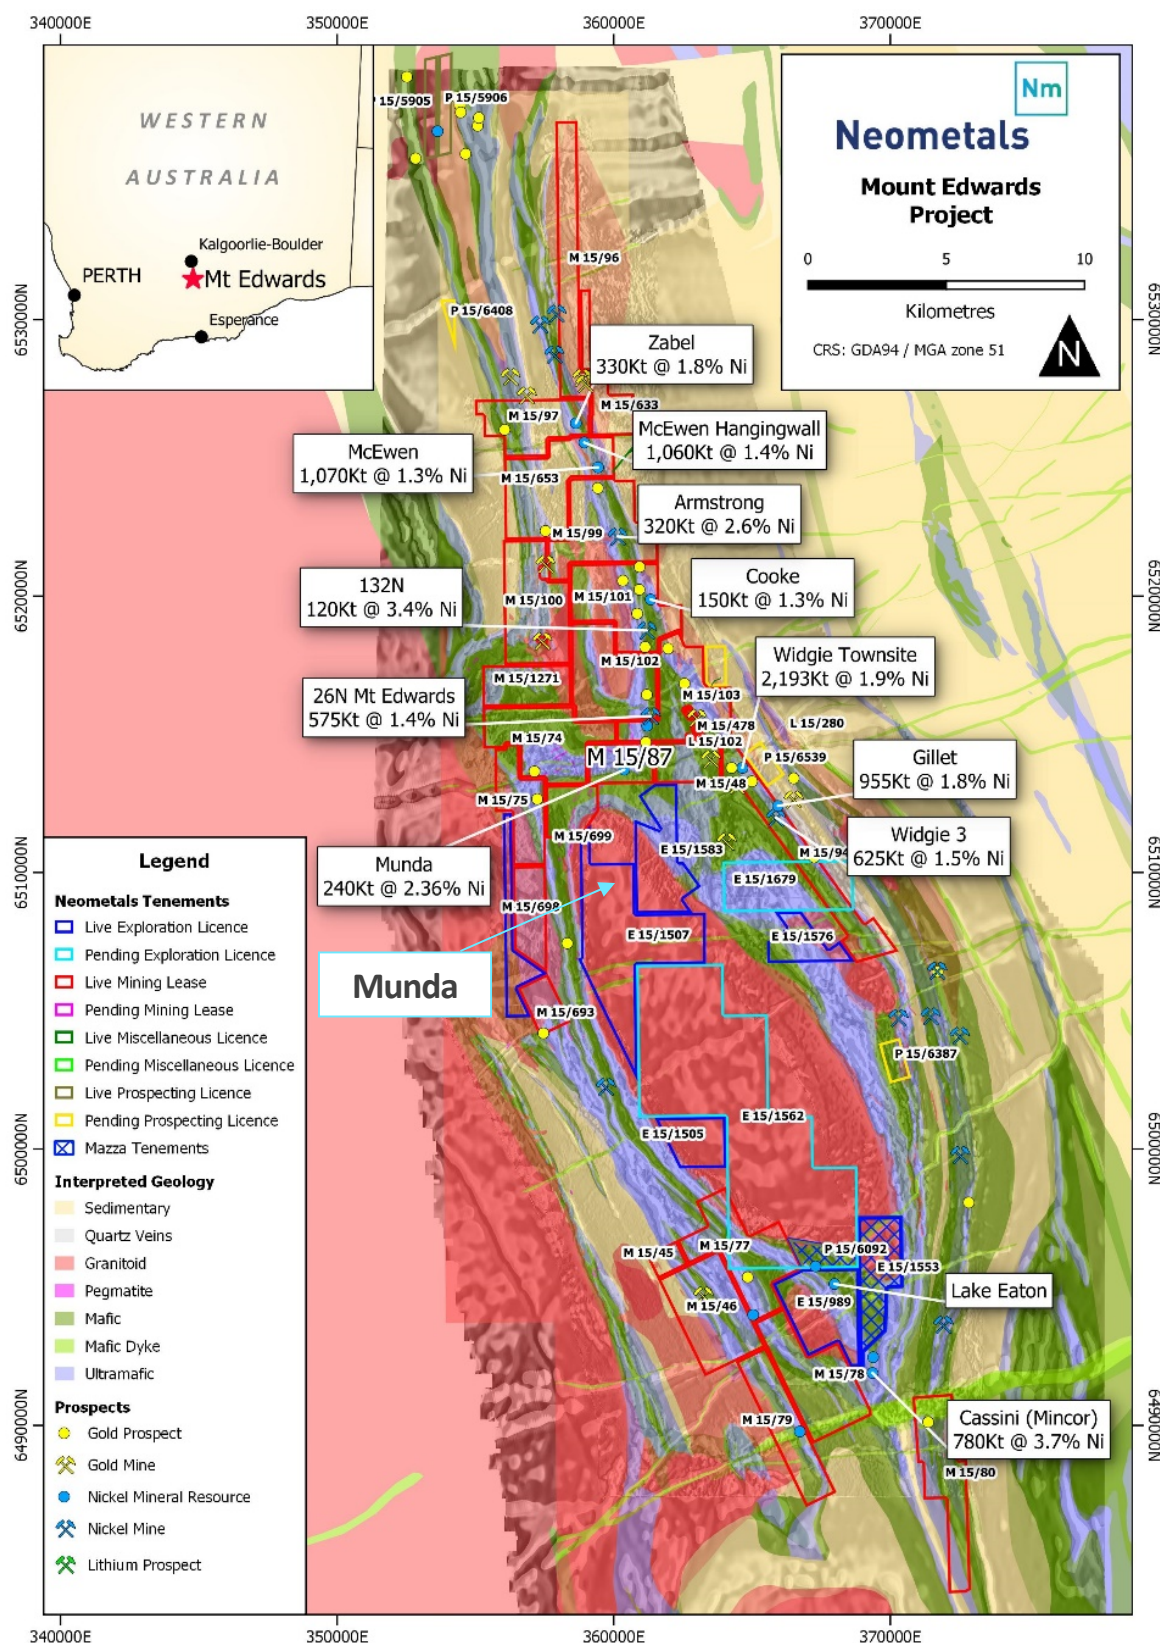 340000E
350000E
360000E
370000E
WESTERN
AUSTRALIA
Kalgoorlie-Boulder
PERTH
Mt Edwards
Esperance
Nm
Neometals
Mount Edwards
Project
0
5
10
Kilometres
CRS: GDA94 / MGA zone 51
N
6530000N
6530000N
6520000N
6520000N
6510000N
6510000N
6500000N
6500000N
6490000N
6490000N
15/5905
P 15/5906
M 15/96
P 15/6408
Zabel
330Kt @ 1.8% Ni
M 15/633
M 15/97
McEwen Hangingwall
1,060Kt @ 1.4% Ni
McEwen
1,070Kt @ 1.3% Ni
M 15/653
Armstrong
320Kt @ 2.6% Ni
M 15/99
132N
120Kt @ 3.4% Ni
Cooke
150Kt @ 1.3% Ni
M 15/100
M 15/101
M 15/102
Widgie Townsite
2,193Kt @ 1.9% Ni
M 15/1271
26N Mt Edwards
575Kt @ 1.4% Ni
M 15/103
M 15/478
L 15/280
M 15/74
L 15/102
P 15/6539
M 15/87
Gillet
955Kt @ 1.8% Ni
M 15/48
M 15/75
M 15/699
Widgie 3
625Kt @ 1.5% Ni
E 15/1583
M 15/94
Munda
240Kt @ 2.36% Ni
E 15/1679
M 15/698
E 15/1507
E 15/1576
Munda
M 15/693
P 15/6387
E 15/1562
E 15/1505
M 15/45
M 15/77
P 15/6092
E 15/1553
Lake Eaton
M 15/46
E 15/989
M 15/78
M 15/79
Cassini (Mincor)
780Kt @ 3.7% Ni
M 15/80
Legend
Neometals Tenements
Live Exploration Licence
Pending Exploration Licence
Live Mining Lease
Pending Mining Lease
Live Miscellaneous Licence
Pending Miscellaneous Licence
Live Prospecting Licence
Pending Prospecting Licence
Mazza Tenements
Interpreted Geology
Sedimentary
Quartz Veins
Granitoid
Pegmatite
Mafic
Mafic Dyke
Ultramafic
Prospects
Gold Prospect
Gold Mine
Nickel Mineral Resource
Nickel Mine
Lithium Prospect
340000E
350000E
360000E
370000E